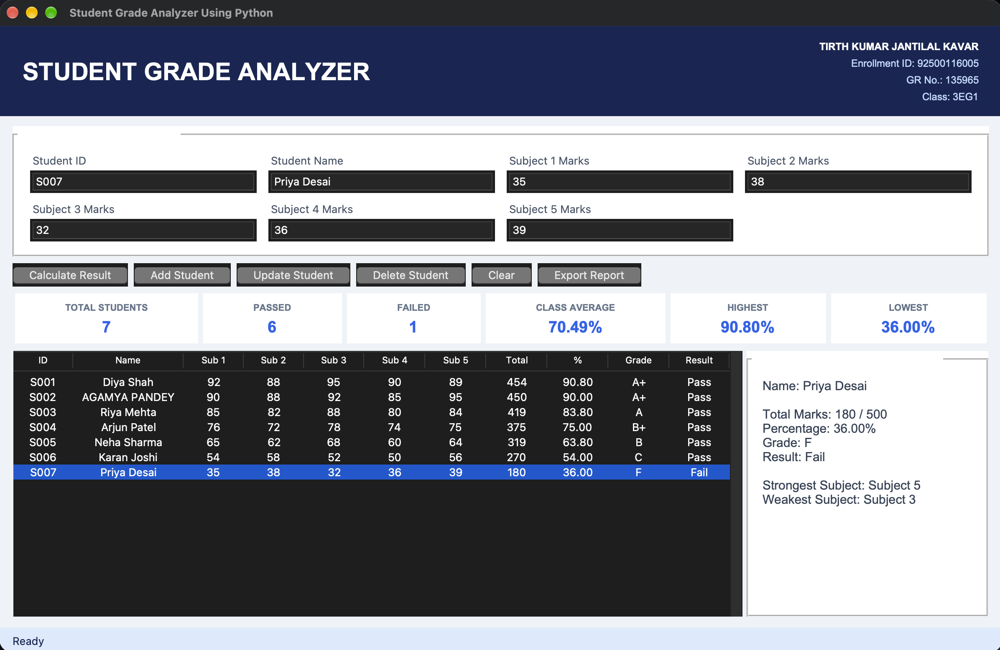 Student Grade Analyzer Using Python
STUDENT GRADE ANALYZER
TIRTH KUMAR JANTILAL KAVAR
Enrollment ID: 92500116005
GR No.: 135965
Class: 3EG1
Student ID Student Name Subject 1 Marks Subject 2 Marks
S007 Priya Desai 35 38
Subject 3 Marks Subject 4 Marks Subject 5 Marks
32 36 39
Calculate Result Add Student Update Student Delete Student Clear Export Report
TOTAL STUDENTS PASSED FAILED CLASS AVERAGE HIGHEST LOWEST
7 6 1 70.49% 90.80% 36.00%
ID Name Sub 1 Sub 2 Sub 3 Sub 4 Sub 5 Total % Grade Result
S001 Diya Shah 92 88 95 90 89 454 90.80 A+ Pass
S002 AGAMYA PANDEY 90 88 92 85 95 450 90.00 A+ Pass
S003 Riya Mehta 85 82 88 80 84 419 83.80 A Pass
S004 Arjun Patel 76 72 78 74 75 375 75.00 B+ Pass
S005 Neha Sharma 65 62 68 60 64 319 63.80 B Pass
S006 Karan Joshi 54 58 52 50 56 270 54.00 C Pass
S007 Priya Desai 35 38 32 36 39 180 36.00 F Fail
Name: Priya Desai
Total Marks: 180 / 500
Percentage: 36.00%
Grade: F
Result: Fail
Strongest Subject: Subject 5
Weakest Subject: Subject 3
Ready